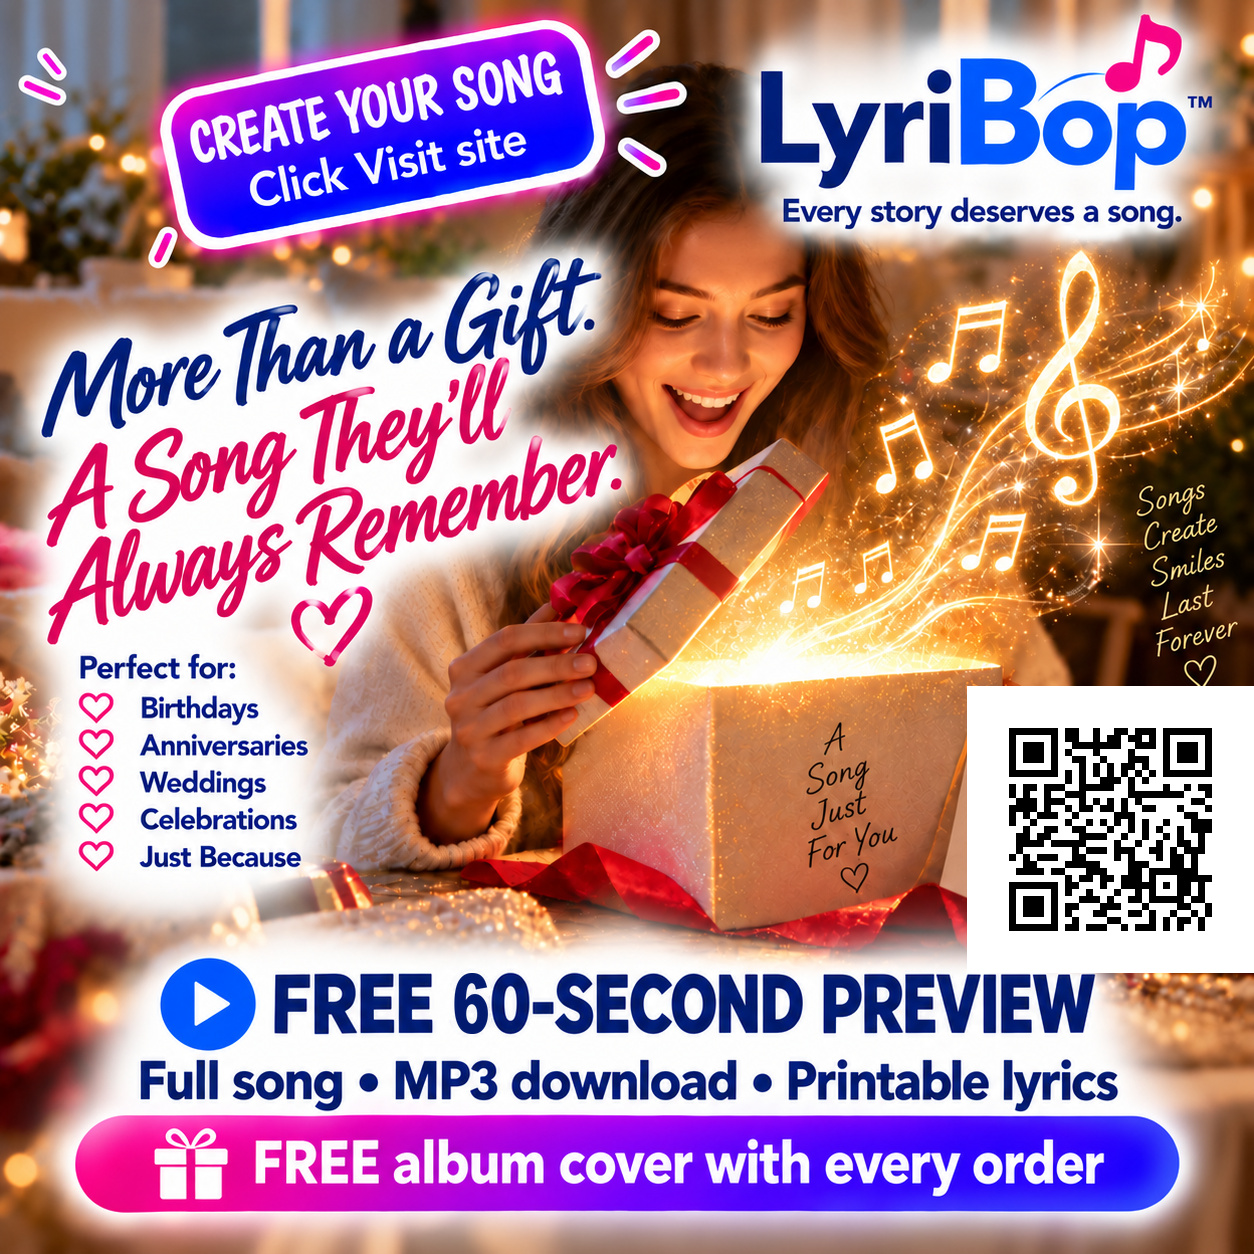 CREATE YOUR SONG
Click Visit site
LyriBop™
Every story deserves a song.
More Than a Gift.
A Song They'll
Always Remember.
Perfect for:
Birthdays
Anniversaries
Weddings
Celebrations
Just Because
Songs
Create
Smiles
Last
Forever
A
Song
Just
For You
FREE 60-SECOND PREVIEW
Full song • MP3 download • Printable lyrics
FREE album cover with every order